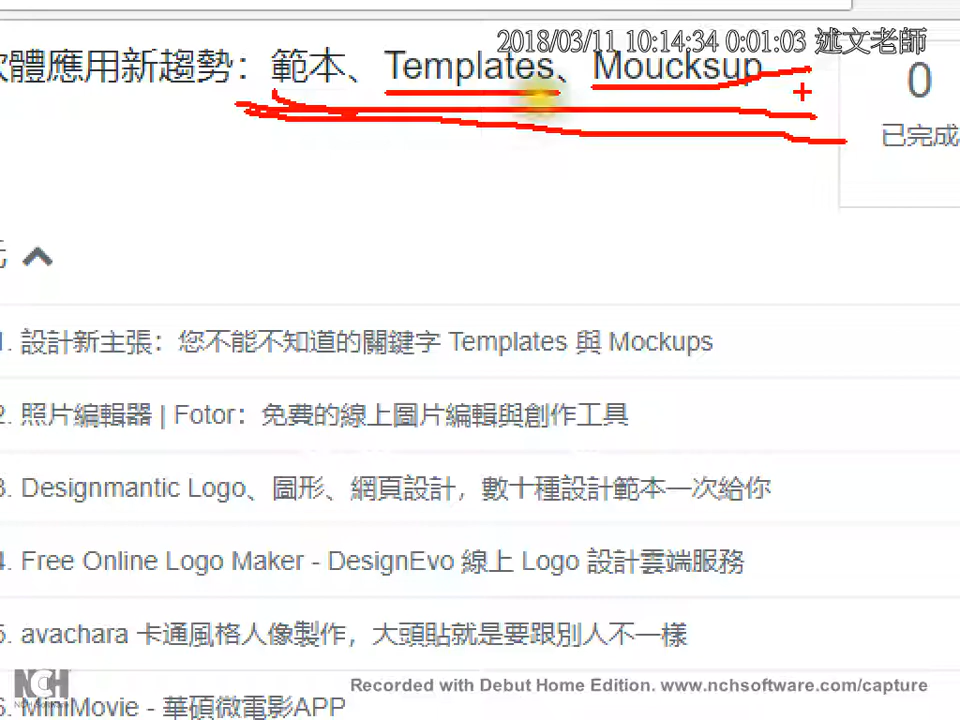 2018/03/11 10:14:34 0:01:03 述文老師
軟體應用新趨勢：範本、Templates、Moucksup
0
已完成
元
1. 設計新主張：您不能不知道的關鍵字 Templates 與 Mockups
2. 照片編輯器 | Fotor：免費的線上圖片編輯與創作工具
3. Designmantic Logo、圖形、網頁設計，數十種設計範本一次給你
4. Free Online Logo Maker - DesignEvo 線上 Logo 設計雲端服務
5. avachara 卡通風格人像製作，大頭貼就是要跟別人不一樣
6. MiniMovie - 華碩微電影APP
NCH
Recorded with Debut Home Edition. www.nchsoftware.com/capture